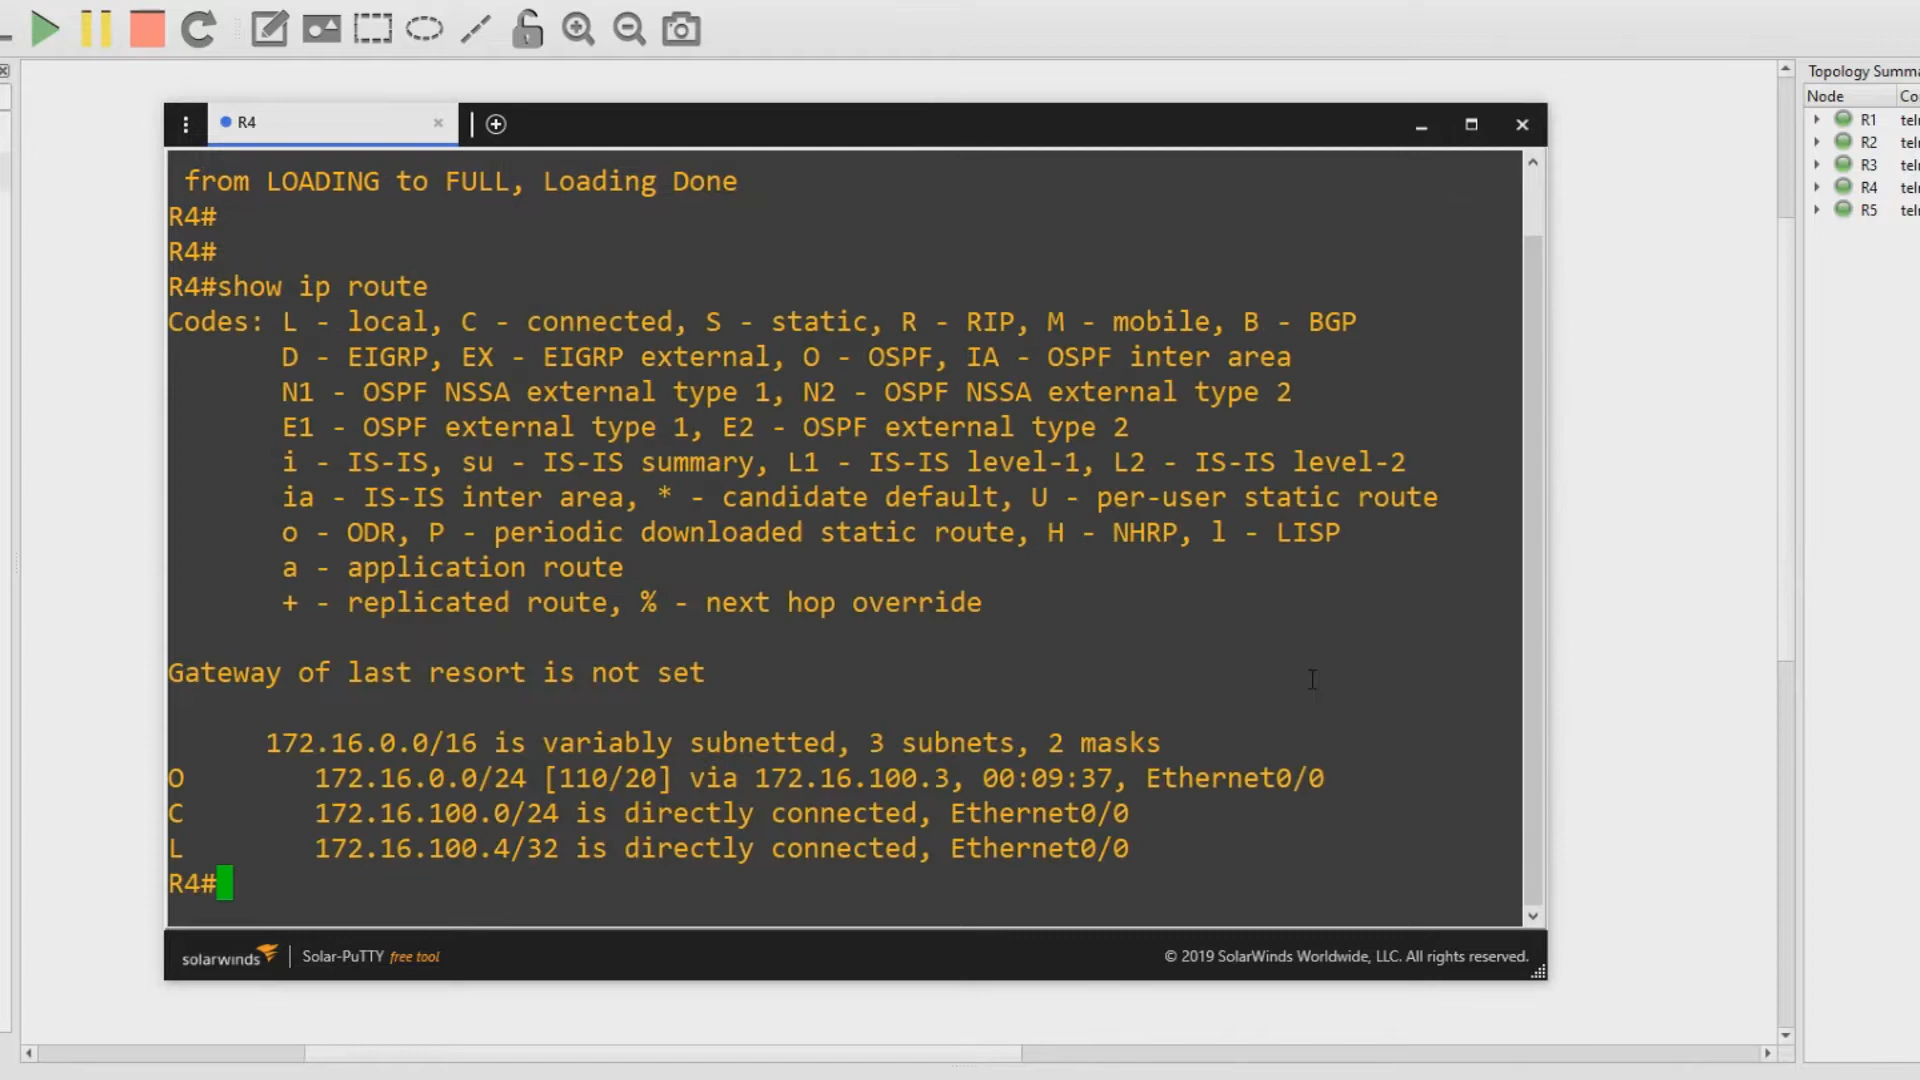 Topology Summa
Node Co
R1 teln
R2 teln
R3 teln
R4 teln
R5 teln
R4
from LOADING to FULL, Loading Done
R4#
R4#
R4#show ip route
Codes: L - local, C - connected, S - static, R - RIP, M - mobile, B - BGP
D - EIGRP, EX - EIGRP external, O - OSPF, IA - OSPF inter area
N1 - OSPF NSSA external type 1, N2 - OSPF NSSA external type 2
E1 - OSPF external type 1, E2 - OSPF external type 2
i - IS-IS, su - IS-IS summary, L1 - IS-IS level-1, L2 - IS-IS level-2
ia - IS-IS inter area, * - candidate default, U - per-user static route
o - ODR, P - periodic downloaded static route, H - NHRP, l - LISP
a - application route
+ - replicated route, % - next hop override
Gateway of last resort is not set
172.16.0.0/16 is variably subnetted, 3 subnets, 2 masks
O 172.16.0.0/24 [110/20] via 172.16.100.3, 00:09:37, Ethernet0/0
C 172.16.100.0/24 is directly connected, Ethernet0/0
L 172.16.100.4/32 is directly connected, Ethernet0/0
R4#
solarwinds Solar-PuTTY free tool © 2019 SolarWinds Worldwide, LLC. All rights reserved.